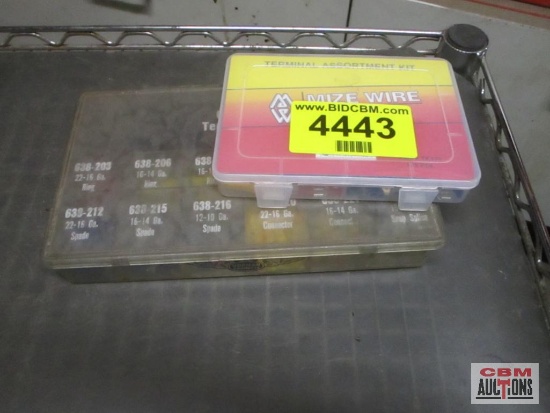 TERMINAL ASSORTMENT KIT
MIZE WIRE
www.BIDCBM.com
4443
Te
638-203
22-16 Ga.
Ring
638-206
16-14 Ga.
Ring
638-212
22-16 Ga.
Spade
638-215
16-14 Ga.
Spade
638-216
12-10 Ga.
Spade
22-16 Ga.
Connector
16-14 Ga.
Connect.
CBM
AUCTIONS